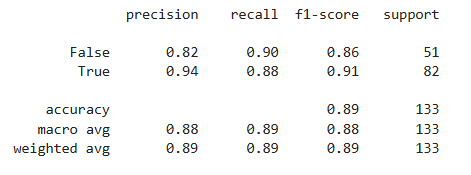 precision recall f1-score support
False 0.82 0.90 0.86 51
True 0.94 0.88 0.91 82
accuracy 0.89 133
macro avg 0.88 0.89 0.88 133
weighted avg 0.89 0.89 0.89 133